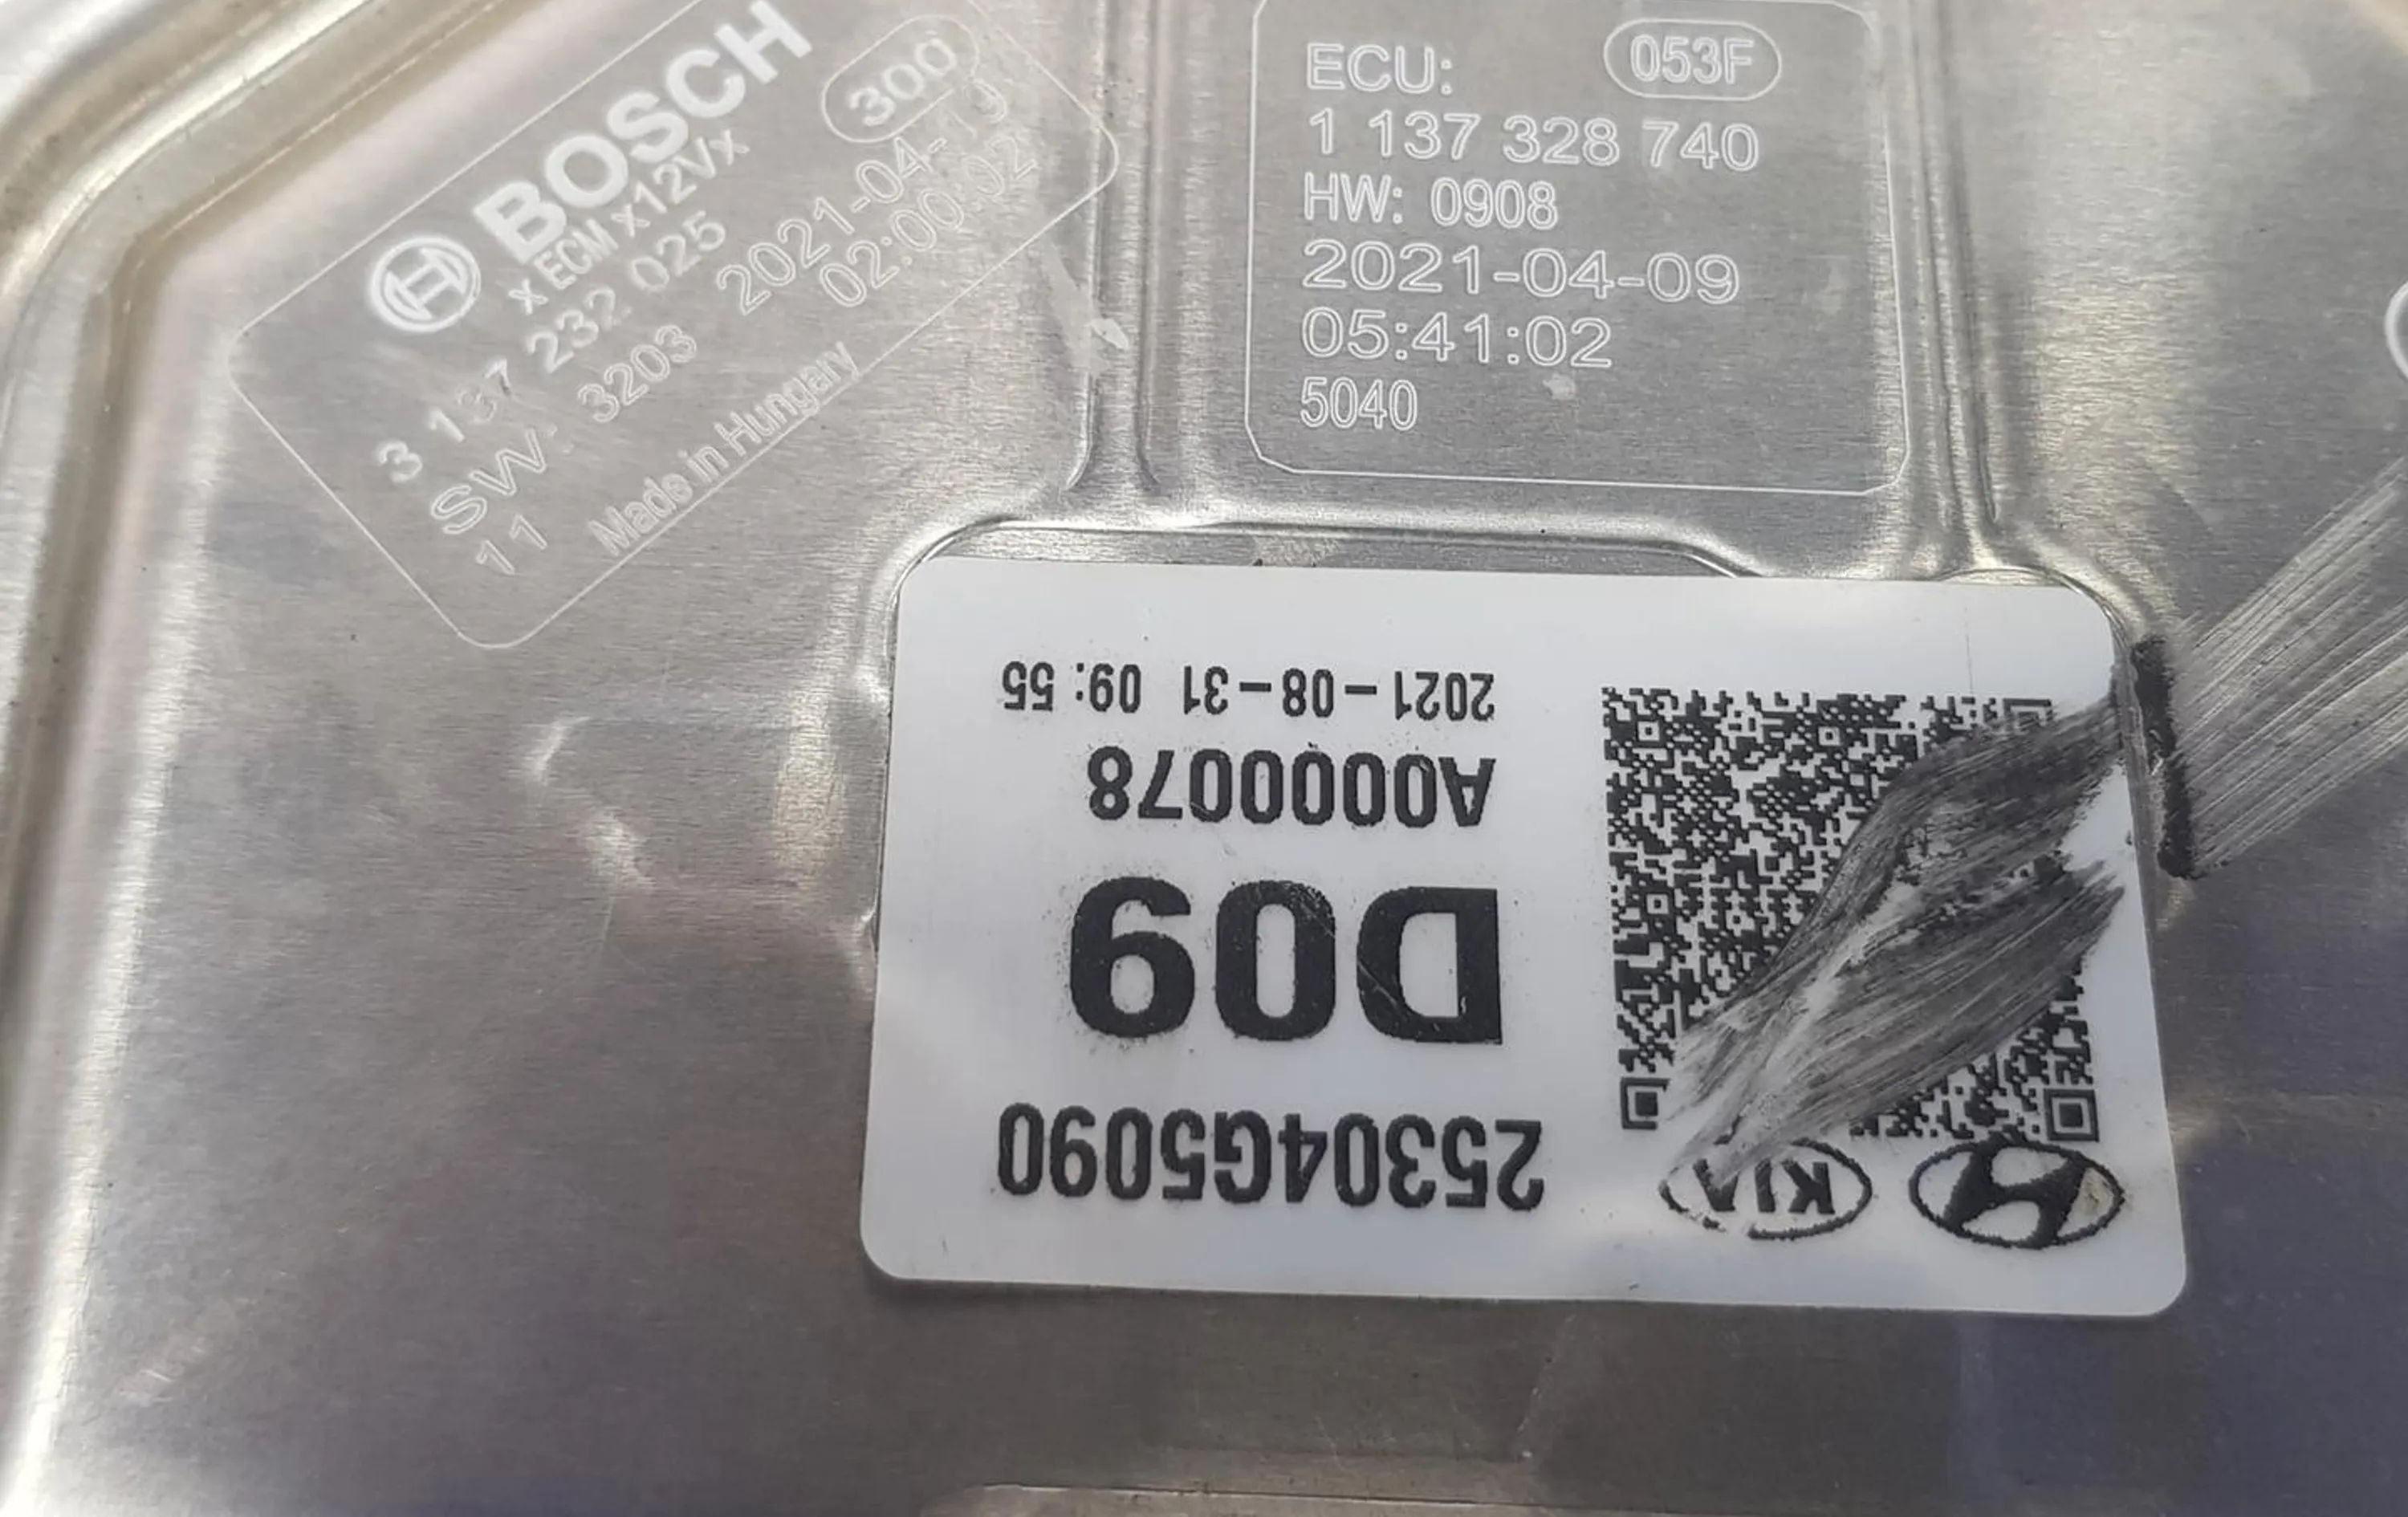 BOSCH
x ECM x12Vx
300
3 137 232 025
SW: 3203 2021-04-19
11 02:00:02
Made in Hungary
ECU: 053F
1 137 328 740
HW: 0908
2021-04-09
05:41:02
5040
25304G5090
D09
A0000078
2021-08-31 09:55
KIA